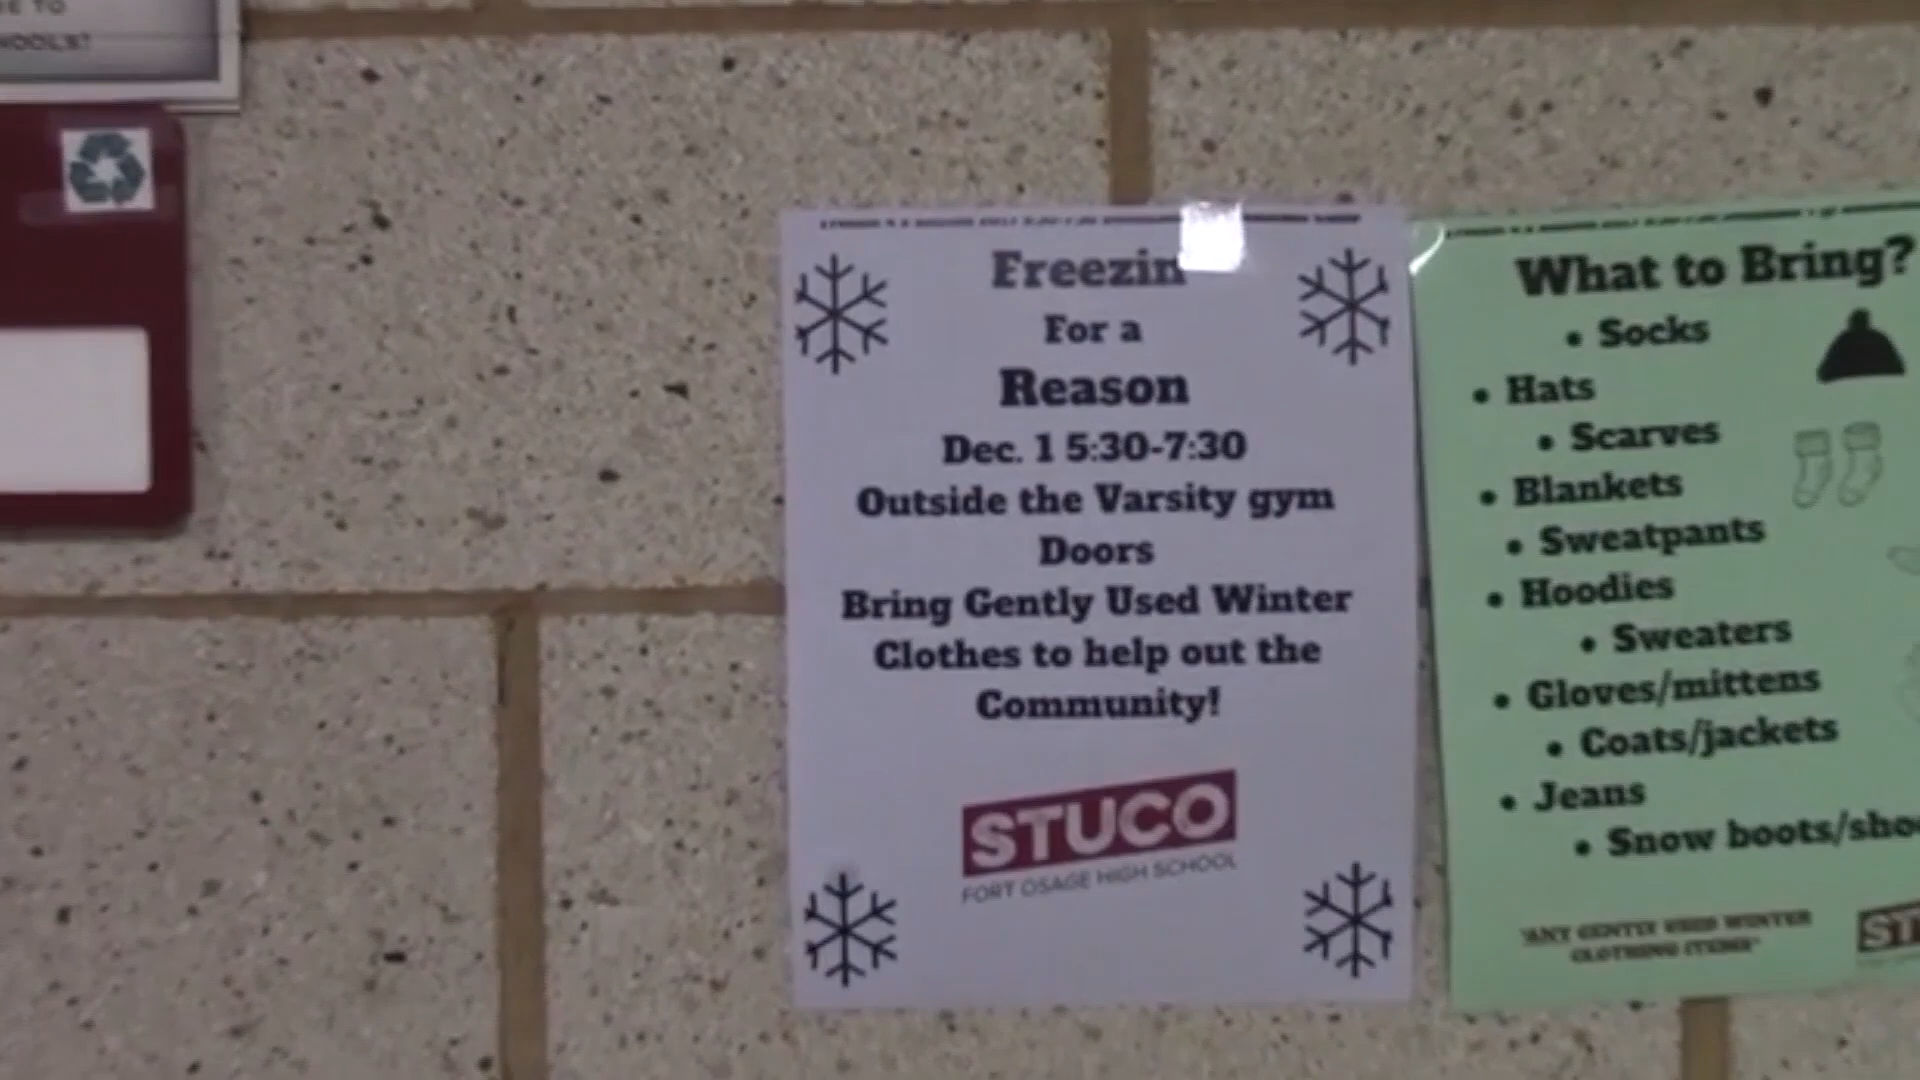 TO
Freezin
For a
Reason
Dec. 1 5:30-7:30
Outside the Varsity gym
Doors
Bring Gently Used Winter
Clothes to help out the
Community!
STUCO
FORT OSAGE HIGH SCHOOL
What to Bring?
• Socks
• Hats
• Scarves
• Blankets
• Sweatpants
• Hoodies
• Sweaters
• Gloves/mittens
• Coats/jackets
• Jeans
• Snow boots/sho
"ANY GENTLY USED WINTER
CLOTHING ITEMS"
ST